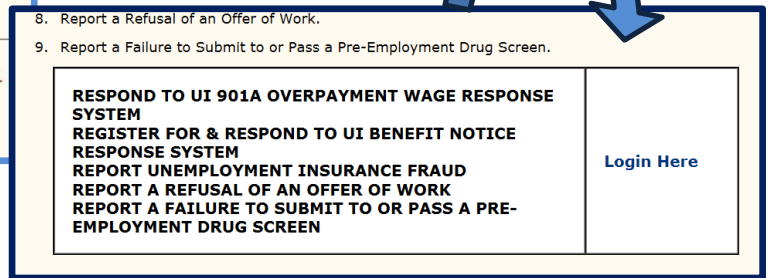 8. Report a Refusal of an Offer of Work.
9. Report a Failure to Submit to or Pass a Pre-Employment Drug Screen.
RESPOND TO UI 901A OVERPAYMENT WAGE RESPONSE
SYSTEM
REGISTER FOR & RESPOND TO UI BENEFIT NOTICE
RESPONSE SYSTEM
REPORT UNEMPLOYMENT INSURANCE FRAUD
REPORT A REFUSAL OF AN OFFER OF WORK
REPORT A FAILURE TO SUBMIT TO OR PASS A PRE-
EMPLOYMENT DRUG SCREEN
Login Here